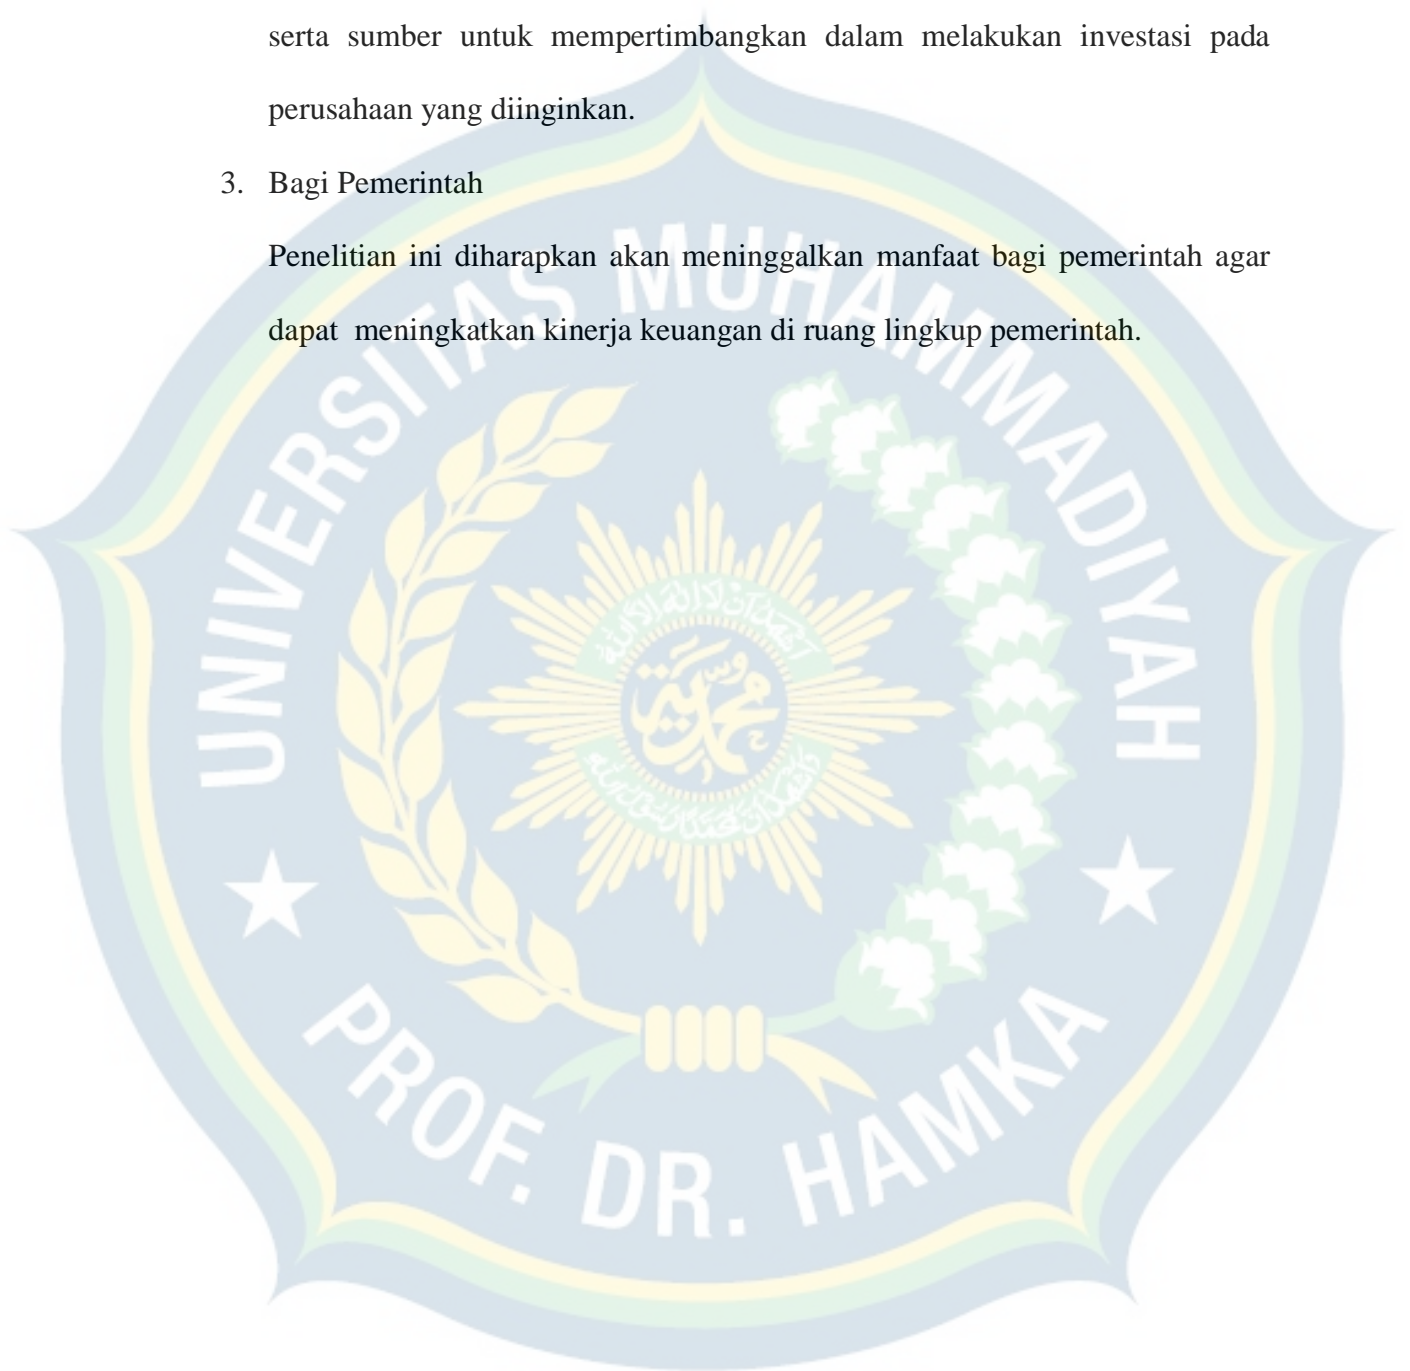 serta sumber untuk mempertimbangkan dalam melakukan investasi pada
perusahaan yang diinginkan.
3. Bagi Pemerintah
Penelitian ini diharapkan akan meninggalkan manfaat bagi pemerintah agar
dapat  meningkatkan kinerja keuangan di ruang lingkup pemerintah.
UNIVERSITAS MUHAMMADIYAH
محمدية
PROF. DR. HAMKA